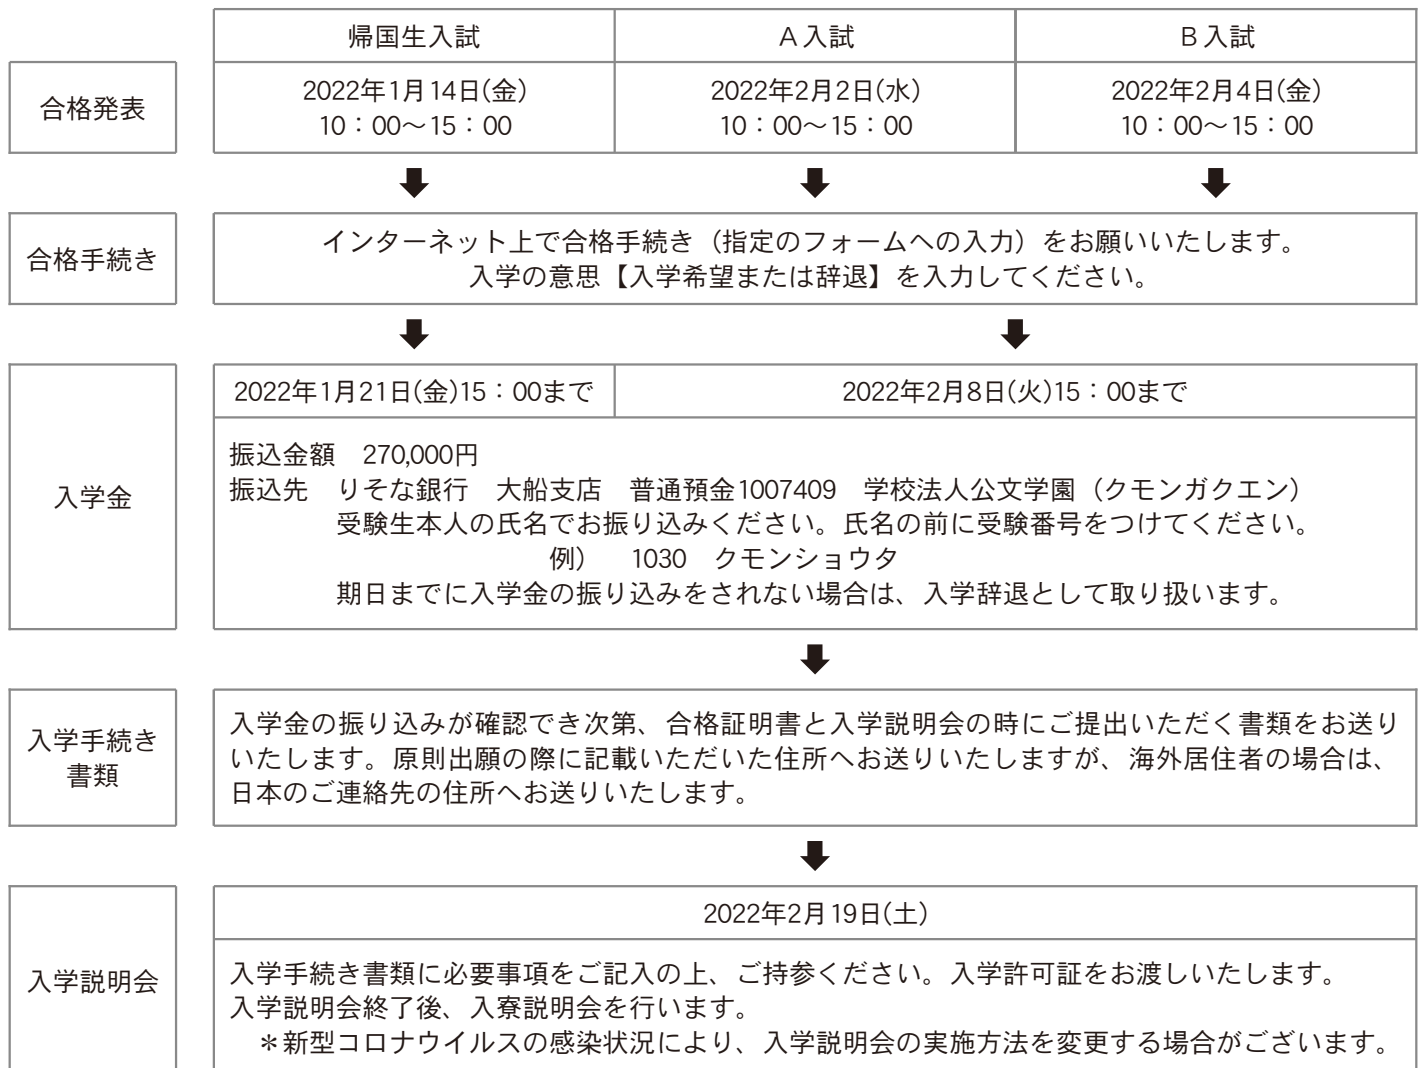 帰国生入試
A入試
B入試
合格発表
2022年1月14日(金)
10：00～15：00
2022年2月2日(水)
10：00～15：00
2022年2月4日(金)
10：00～15：00
合格手続き
インターネット上で合格手続き（指定のフォームへの入力）をお願いいたします。
入学の意思【入学希望または辞退】を入力してください。
入学金
2022年1月21日(金)15：00まで
2022年2月8日(火)15：00まで
振込金額　270,000円
振込先　りそな銀行　大船支店　普通預金1007409　学校法人公文学園（クモンガクエン）
受験生本人の氏名でお振り込みください。氏名の前に受験番号をつけてください。
例）　1030　クモンショウタ
期日までに入学金の振り込みをされない場合は、入学辞退として取り扱います。
入学手続き
書類
入学金の振り込みが確認でき次第、合格証明書と入学説明会の時にご提出いただく書類をお送り
いたします。原則出願の際に記載いただいた住所へお送りいたしますが、海外居住者の場合は、
日本のご連絡先の住所へお送りいたします。
入学説明会
2022年2月19日(土)
入学手続き書類に必要事項をご記入の上、ご持参ください。入学許可証をお渡しいたします。
入学説明会終了後、入寮説明会を行います。
＊新型コロナウイルスの感染状況により、入学説明会の実施方法を変更する場合がございます。